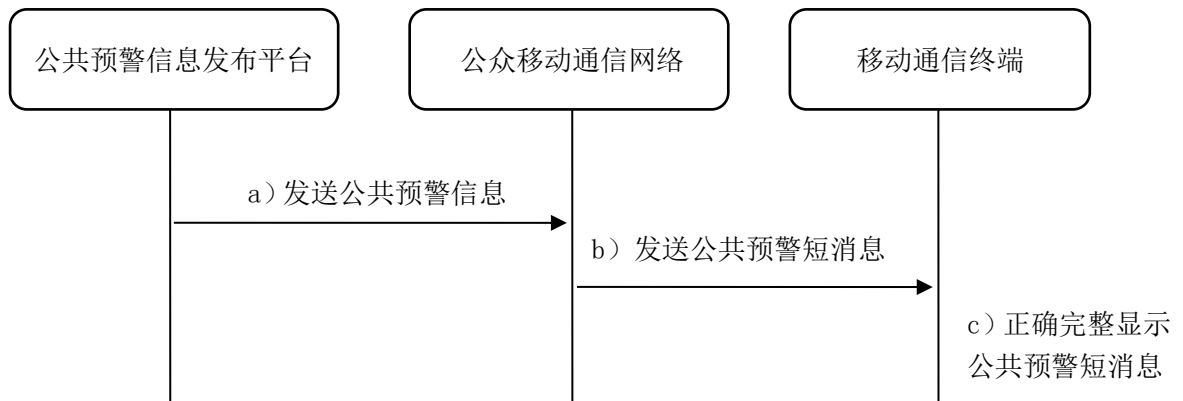 公共预警信息发布平台
公众移动通信网络
移动通信终端
a）发送公共预警信息
b） 发送公共预警短消息
c）正确完整显示
公共预警短消息